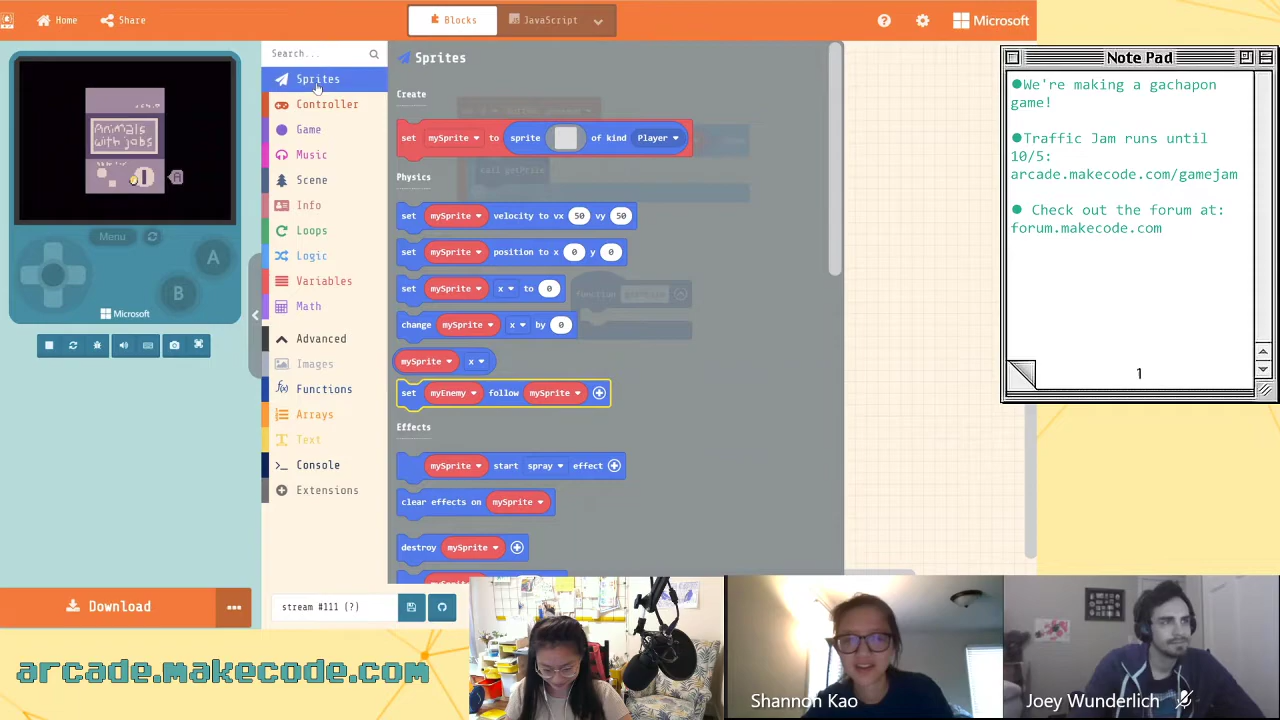 Home
Share
Blocks
JavaScript
Microsoft
Search...
Sprites
Controller
Game
Music
Scene
Info
Loops
Logic
Variables
Math
Advanced
Images
Functions
Arrays
Text
Console
Extensions
Sprites
Create
set mySprite to sprite of kind Player
Physics
set mySprite velocity to vx 50 vy 50
set mySprite position to x 0 y 0
set mySprite x to 0
change mySprite x by 0
mySprite x
set myEnemy follow mySprite
Effects
mySprite start spray effect
clear effects on mySprite
destroy mySprite
call getPrize
function
Animals
with jabs
A
Menu
A
B
Microsoft
Download
stream #111 (?)
arcade.makecode.com
Note Pad
●We're making a gachapon
game!
●Traffic Jam runs until
10/5:
arcade.makecode.com/gamejam
● Check out the forum at:
forum.makecode.com
1
Shannon Kao
Joey Wunderlich